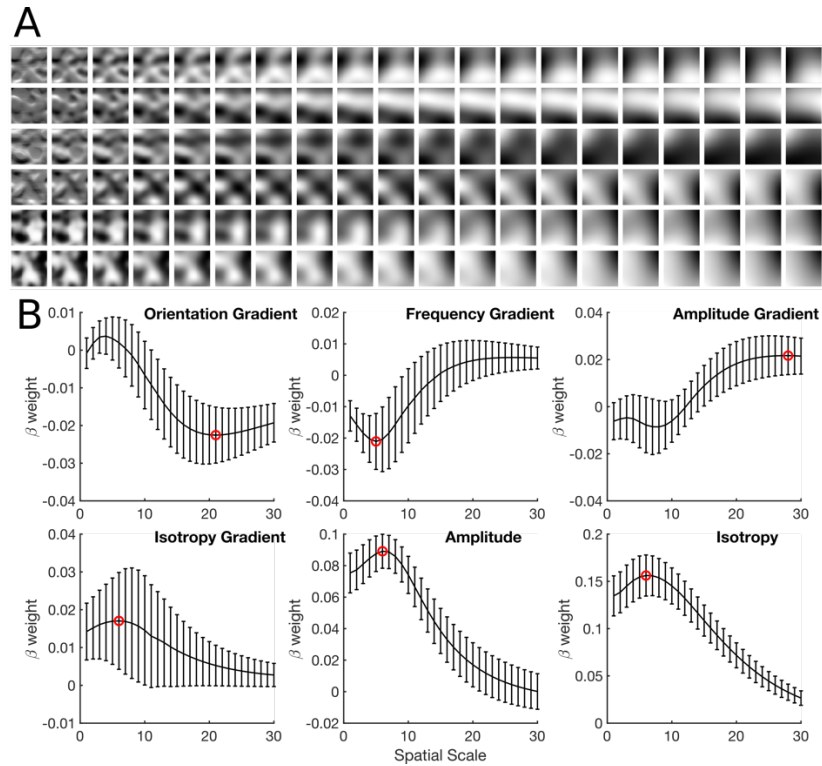 A
B
Orientation Gradient
Frequency Gradient
Amplitude Gradient
0.01
0
-0.01
-0.02
-0.03
-0.04
β weight
0 10 20 30
0.02
0.01
0
-0.01
-0.02
-0.03
-0.04
β weight
0 10 20 30
0.04
0.02
0
-0.02
-0.04
β weight
0 10 20 30
Isotropy Gradient
Amplitude
Isotropy
0.04
0.03
0.02
0.01
0
-0.01
β weight
0 10 20 30
0.1
0.08
0.06
0.04
0.02
0
-0.02
β weight
0 10 20 30
0.2
0.15
0.1
0.05
0
β weight
0 10 20 30
Spatial Scale